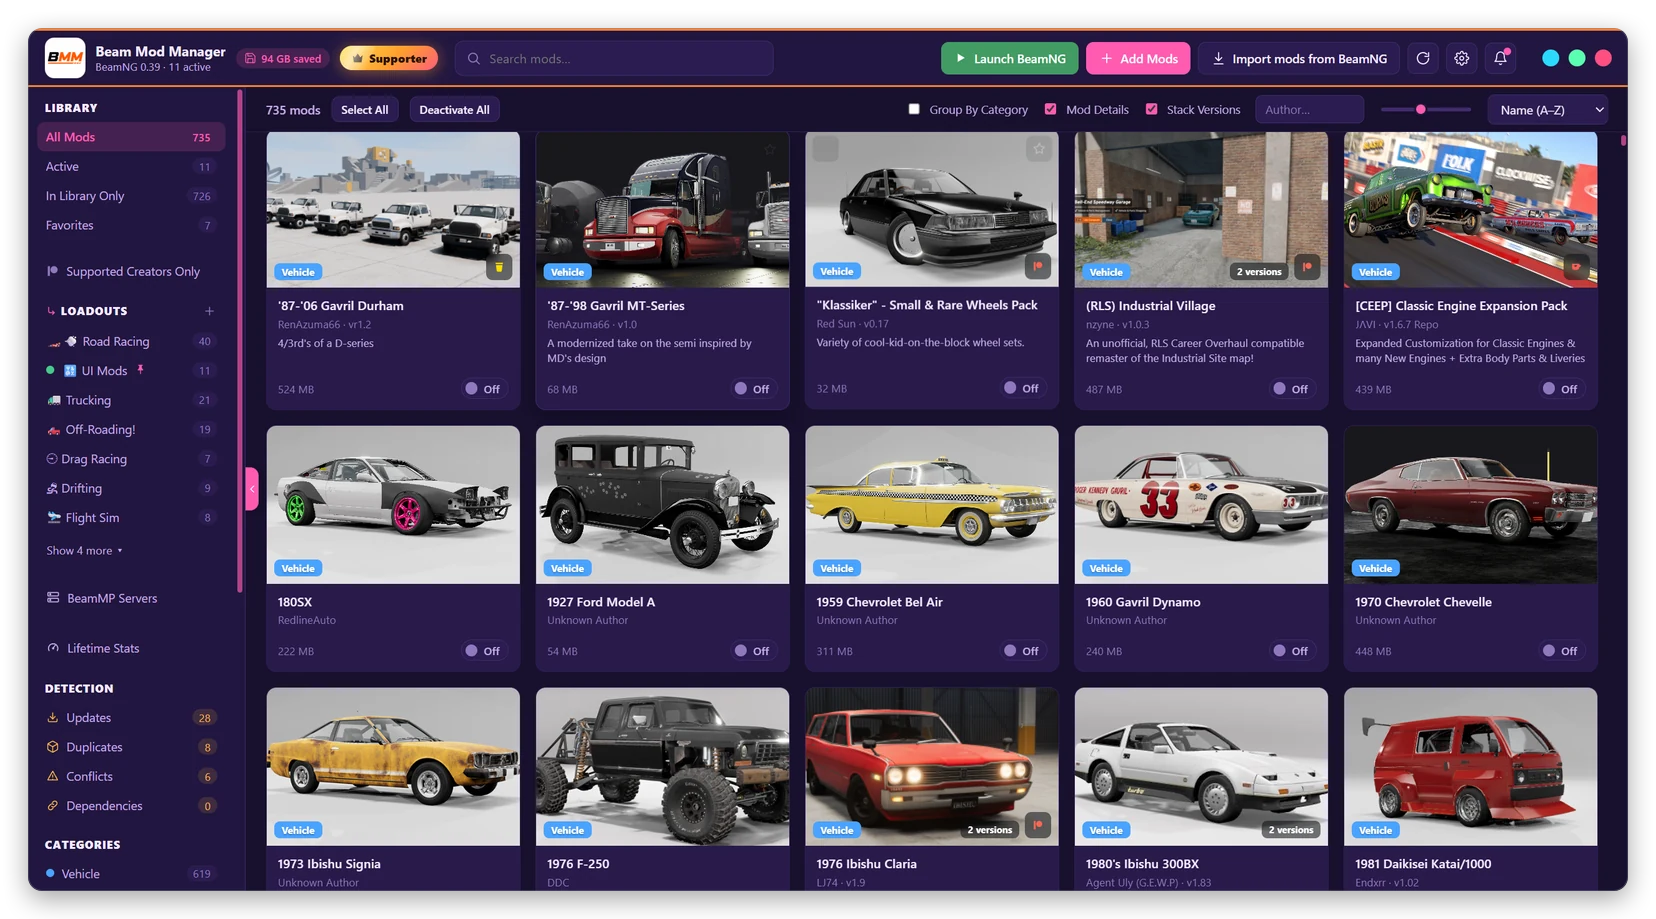 BMM
Beam Mod Manager
BeamNG 0.39 · 11 active
94 GB saved
Supporter
Search mods...
Launch BeamNG
Add Mods
Import mods from BeamNG
LIBRARY
All Mods 735
Active 11
In Library Only 726
Favorites 7
Supported Creators Only
LOADOUTS
Road Racing 40
UI Mods 11
Trucking 21
Off-Roading! 19
Drag Racing 7
Drifting 9
Flight Sim 8
Show 4 more
BeamMP Servers
Lifetime Stats
DETECTION
Updates 28
Duplicates 8
Conflicts 6
Dependencies 0
CATEGORIES
Vehicle 619
735 mods
Select All
Deactivate All
Group By Category
Mod Details
Stack Versions
Author...
Name (A–Z)
Vehicle
'87-'06 Gavril Durham
RenAzuma66 · vr1.2
4/3rd's of a D-series
524 MB
Off
Vehicle
'87-'98 Gavril MT-Series
RenAzuma66 · v1.0
A modernized take on the semi inspired by
MD's design
68 MB
Off
Vehicle
"Klassiker" - Small & Rare Wheels Pack
Red Sun · v0.17
Variety of cool-kid-on-the-block wheel sets.
32 MB
Off
Vehicle
2 versions
(RLS) Industrial Village
nzyne · v1.0.3
An unofficial, RLS Career Overhaul compatible
remaster of the Industrial Site map!
487 MB
Off
FOLK
CLOCKWISE
Vehicle
[CEEP] Classic Engine Expansion Pack
JΛVI · v1.6.7 Repo
Expanded Customization for Classic Engines &
many New Engines + Extra Body Parts & Liveries
439 MB
Off
Vehicle
180SX
RedlineAuto
222 MB
Off
Vehicle
1927 Ford Model A
Unknown Author
54 MB
Off
Vehicle
1959 Chevrolet Bel Air
Unknown Author
311 MB
Off
ROGER KENNEDY GAVRIL
33
Vehicle
1960 Gavril Dynamo
Unknown Author
240 MB
Off
Vehicle
1970 Chevrolet Chevelle
Unknown Author
448 MB
Off
Vehicle
1973 Ibishu Signia
Unknown Author
Vehicle
1976 F-250
DDC
IBISHU
Vehicle
2 versions
1976 Ibishu Claria
LJ74 · v1.9
turbo
Vehicle
2 versions
1980's Ibishu 300BX
Agent Uly (G.E.W.P) · v1.83
Vehicle
1981 Daikisei Katai/1000
Endxrr · v1.02